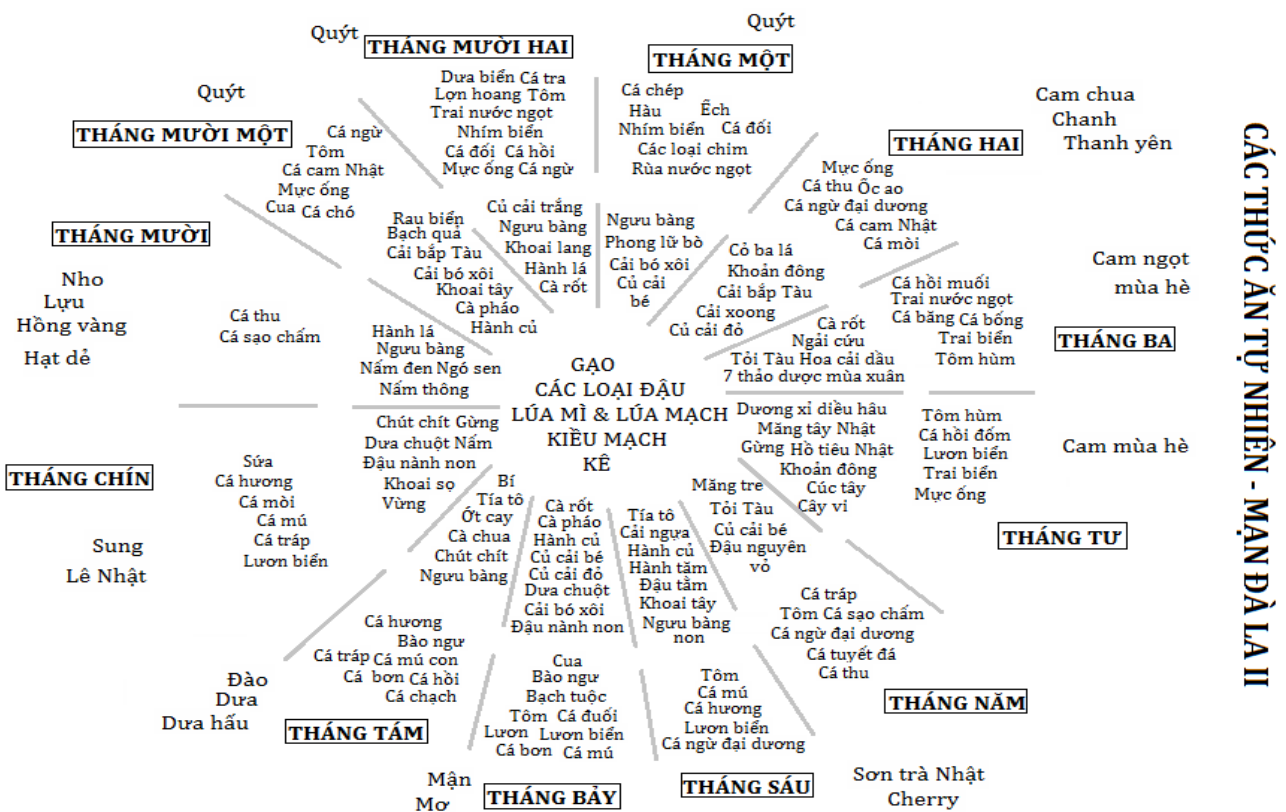 CÁC THỨC ĂN TỰ NHIÊN - MẠN ĐÀ LA II
GẠO
CÁC LOẠI ĐẬU
LÚA MÌ & LÚA MẠCH
KIỀU MẠCH
KÊ
THÁNG MỘT
Quýt
Cá chép
Hàu Ếch
Nhím biển Cá đối
Các loại chim
Rùa nước ngọt
Ngưu bàng
Phong lữ bò
Cải bó xôi
Củ cải
bé
THÁNG HAI
Cam chua
Chanh
Thanh yên
Mực ống
Cá thu Ốc ao
Cá ngừ đại dương
Cá cam Nhật
Cá mòi
Cỏ ba lá
Khoản đông
Cải bắp Tàu
Cải xoong
Củ cải đỏ
THÁNG BA
Cam ngọt
mùa hè
Cá hồi muối
Trai nước ngọt
Cá băng Cá bống
Trai biển
Tôm hùm
Cà rốt
Ngải cứu
Tỏi Tàu Hoa cải dầu
7 thảo dược mùa xuân
THÁNG TƯ
Cam mùa hè
Tôm hùm
Cá hồi đốm
Lươn biển
Trai biển
Mực ống
Dương xỉ diều hâu
Măng tây Nhật
Gừng Hồ tiêu Nhật
Khoản đông
Cúc tây
Cây vi
THÁNG NĂM
Cá tráp
Tôm Cá sạo chấm
Cá ngừ đại dương
Cá tuyết đá
Cá thu
Măng tre
Tỏi Tàu
Củ cải bé
Đậu nguyên
vỏ
THÁNG SÁU
Sơn trà Nhật
Cherry
Tôm
Cá mú
Cá hương
Lươn biển
Cá ngừ đại dương
Tía tô
Cải ngựa
Hành củ
Hành tăm
Đậu tằm
Khoai tây
Ngưu bàng
non
THÁNG BẢY
Mận
Mơ
Cua
Bào ngư
Bạch tuộc
Tôm Cá đuối
Lươn Lươn biển
Cá bơn Cá mú
Cà rốt
Cà pháo
Hành củ
Củ cải bé
Củ cải đỏ
Dưa chuột
Cải bó xôi
Đậu nành non
THÁNG TÁM
Đào
Dưa
Dưa hấu
Cá hương
Bào ngư
Cá tráp Cá mú con
Cá bơn Cá hồi
Cá chạch
Bí
Tía tô
Ớt cay
Cà chua
Chút chít
Ngưu bàng
THÁNG CHÍN
Sung
Lê Nhật
Sứa
Cá hương
Cá mòi
Cá mú
Cá tráp
Lươn biển
Chút chít Gừng
Dưa chuột Nấm
Đậu nành non
Khoai sọ
Vừng
THÁNG MƯỜI
Nho
Lựu
Hồng vàng
Hạt dẻ
Cá thu
Cá sạo chấm
Hành lá
Ngưu bàng
Nấm đen Ngó sen
Nấm thông
THÁNG MƯỜI MỘT
Quýt
Cá ngừ
Tôm
Cá cam Nhật
Mực ống
Cua Cá chó
Rau biển
Bạch quả
Cải bắp Tàu
Cải bó xôi
Khoai tây
Cà pháo
Hành củ
THÁNG MƯỜI HAI
Quýt
Dưa biển Cá tra
Lợn hoang Tôm
Trai nước ngọt
Nhím biển
Cá đối Cá hồi
Mực ống Cá ngừ
Củ cải trắng
Ngưu bàng
Khoai lang
Hành lá
Cà rốt